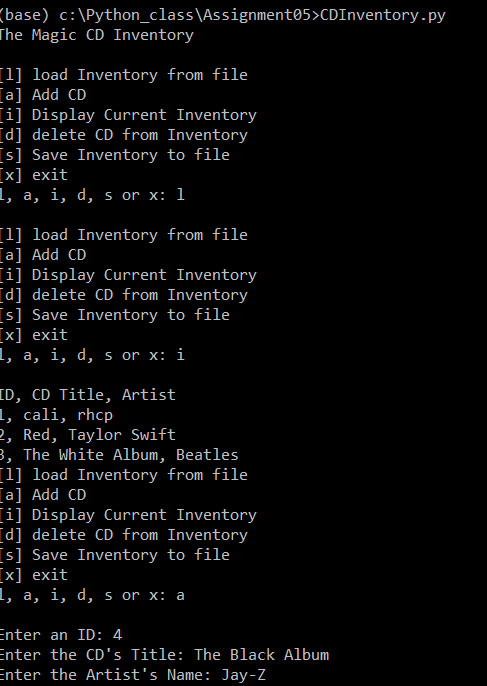 (base) c:\Python_class\Assignment05>CDInventory.py
The Magic CD Inventory
[l] load Inventory from file
[a] Add CD
[i] Display Current Inventory
[d] delete CD from Inventory
[s] Save Inventory to file
[x] exit
l, a, i, d, s or x: l
[l] load Inventory from file
[a] Add CD
[i] Display Current Inventory
[d] delete CD from Inventory
[s] Save Inventory to file
[x] exit
l, a, i, d, s or x: i
ID, CD Title, Artist
1, cali, rhcp
2, Red, Taylor Swift
3, The White Album, Beatles
[l] load Inventory from file
[a] Add CD
[i] Display Current Inventory
[d] delete CD from Inventory
[s] Save Inventory to file
[x] exit
l, a, i, d, s or x: a
Enter an ID: 4
Enter the CD's Title: The Black Album
Enter the Artist's Name: Jay-Z